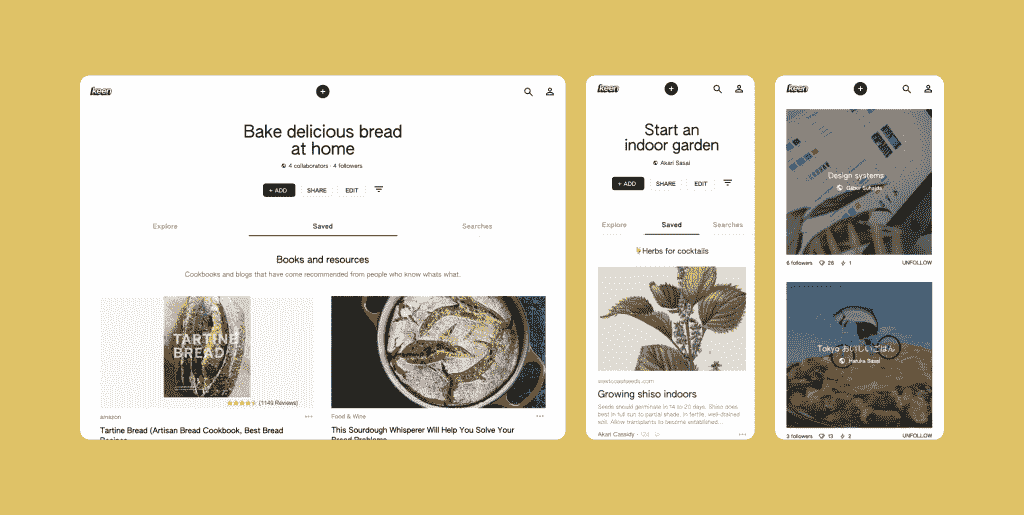 keen
Bake delicious bread
at home
4 collaborators · 4 followers
+ ADD
SHARE
EDIT
Explore
Saved
Searches
Books and resources
Cookbooks and blogs that have come recommended from people who know whats what.
TARTINE
BREAD
(1149 Reviews)
amazon
Tartine Bread (Artisan Bread Cookbook, Best Bread
Recipes
Food & Wine
This Sourdough Whisperer Will Help You Solve Your
Bread Problems
keen
Start an
indoor garden
Akari Sasai
+ ADD
SHARE
EDIT
Explore
Saved
Searches
Herbs for cocktails
westcoastseeds.com
Growing shiso indoors
Seeds should germinate in 14 to 20 days. Shiso does
best in full sun to partial shade, in fertile, well-drained
soil. Allow transplants to become established...
Akari Cassidy · 12d
keen
Design systems
Gabor Suhajda
6 followers
26
1
UNFOLLOW
Tokyo おいしいごはん
Haruka Sasai
3 followers
13
2
UNFOLLOW